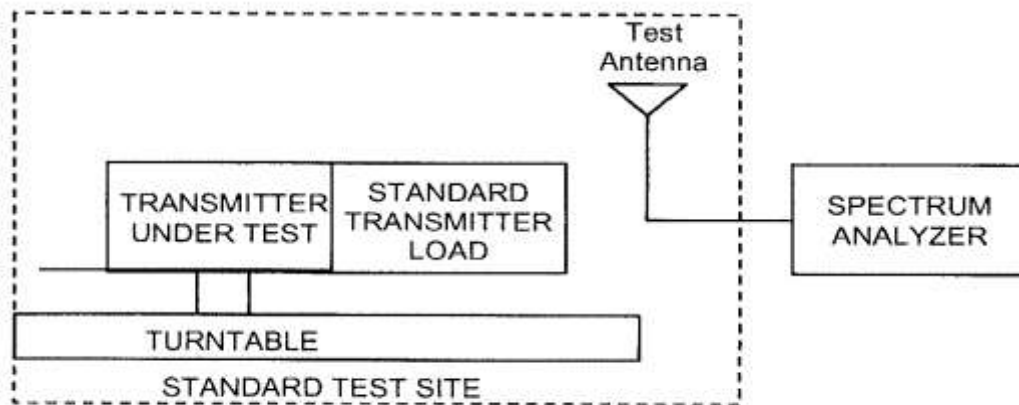 Test
Antenna
TRANSMITTER
UNDER TEST
STANDARD
TRANSMITTER
LOAD
SPECTRUM
ANALYZER
TURNTABLE
STANDARD TEST SITE